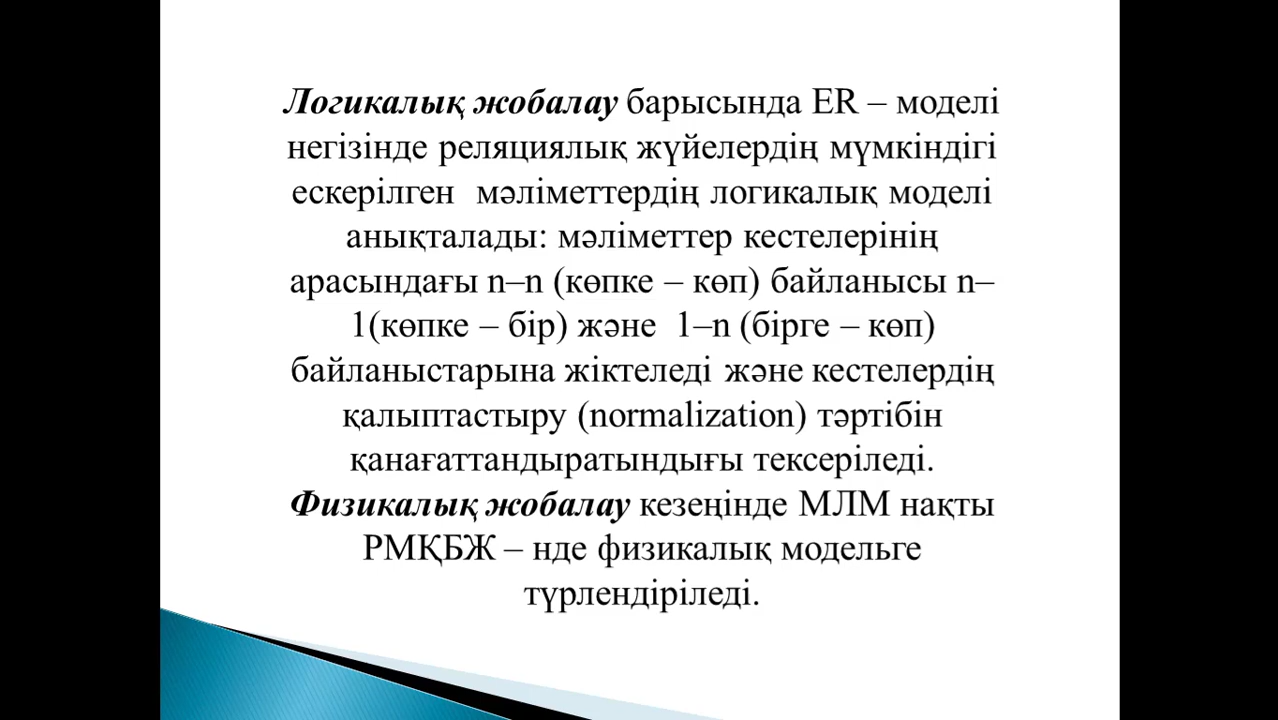 Логикалық жобалау барысында ER – моделі
негізінде реляциялық жүйелердің мүмкіндігі
ескерілген  мәліметтердің логикалық моделі
анықталады: мәліметтер кестелерінің
арасындағы n–n (көпке – көп) байланысы n–
1(көпке – бір) және  1–n (бірге – көп)
байланыстарына жіктеледі және кестелердің
қалыптастыру (normalization) тәртібін
қанағаттандыратындығы тексеріледі.
Физикалық жобалау кезеңінде МЛМ нақты
РМҚБЖ – нде физикалық модельге
түрлендіріледі.